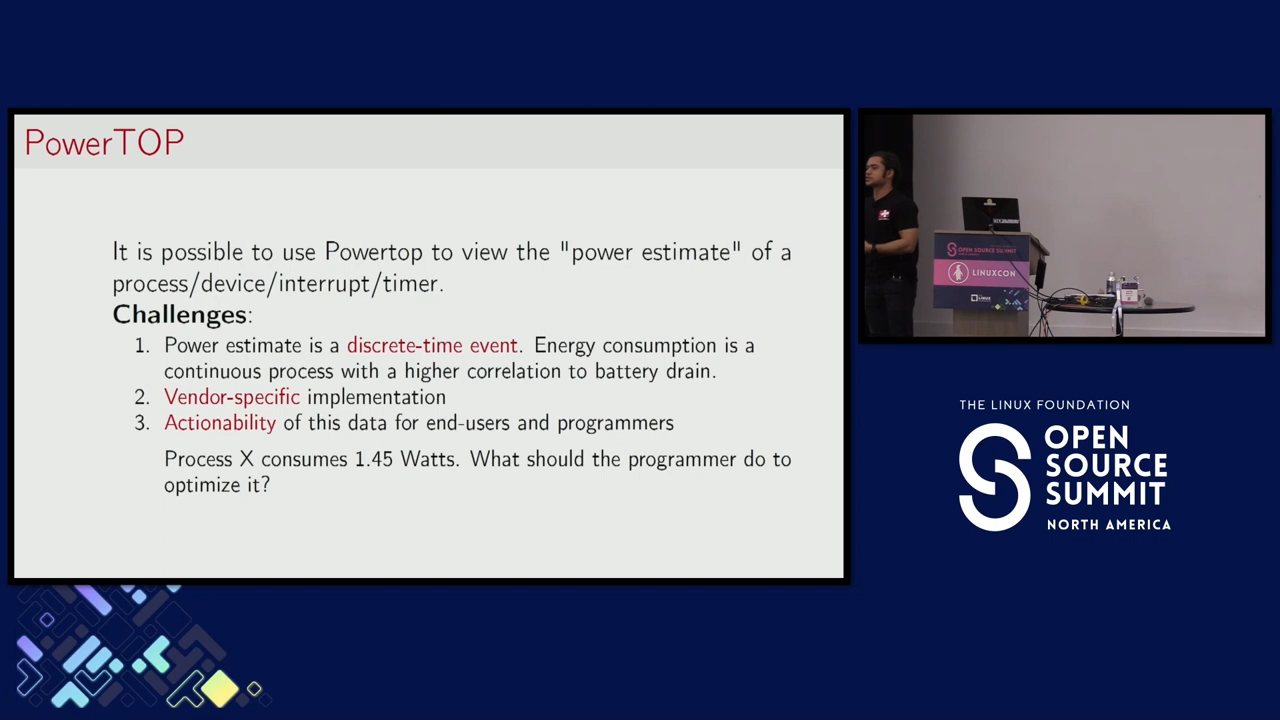 PowerTOP
It is possible to use Powertop to view the "power estimate" of a
process/device/interrupt/timer.
Challenges:
1. Power estimate is a discrete-time event. Energy consumption is a
continuous process with a higher correlation to battery drain.
2. Vendor-specific implementation
3. Actionability of this data for end-users and programmers
Process X consumes 1.45 Watts. What should the programmer do to
optimize it?
OPEN SOURCE SUMMIT
LINUXCON
THE LINUX FOUNDATION
OPEN
SOURCE
SUMMIT
NORTH AMERICA